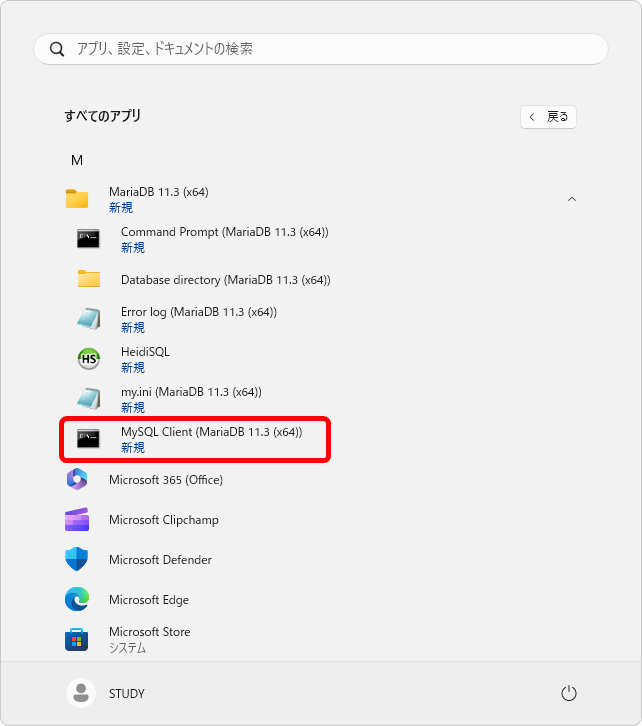 アプリ、設定、ドキュメントの検索
すべてのアプリ
戻る
M
MariaDB 11.3 (x64)
新規
Command Prompt (MariaDB 11.3 (x64))
新規
Database directory (MariaDB 11.3 (x64))
Error log (MariaDB 11.3 (x64))
新規
HS
HeidiSQL
新規
my.ini (MariaDB 11.3 (x64))
新規
MySQL Client (MariaDB 11.3 (x64))
新規
Microsoft 365 (Office)
Microsoft Clipchamp
Microsoft Defender
Microsoft Edge
Microsoft Store
システム
STUDY